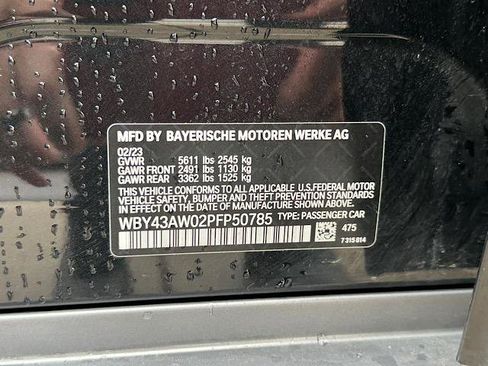 MFD BY BAYERISCHE MOTOREN WERKE AG
02/23
GVWR 5611 lbs 2545 kg
GAWR FRONT 2491 lbs 1130 kg
GAWR REAR 3362 lbs 1525 kg
THIS VEHICLE CONFORMS TO ALL APPLICABLE U.S.FEDERAL MOTOR
VEHICLE SAFETY, BUMPER, AND THEFT PREVENTION STANDARDS
IN EFFECT ON THE DATE OF MANUFACTURE SHOWN ABOVE.
WBY43AW02PFP50785 TYPE: PASSENGER CAR
475
7315814